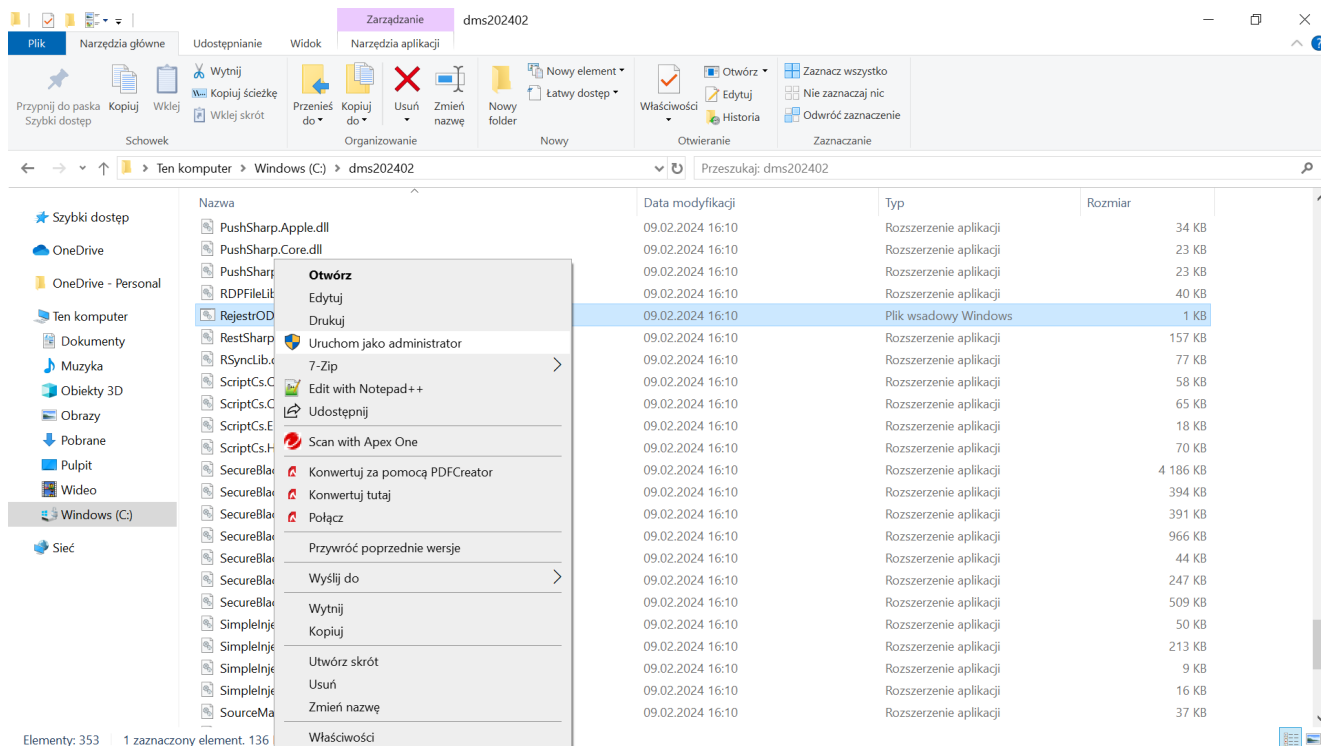 Zarządzanie
dms202402
Plik
Narzędzia główne
Udostępnianie
Widok
Narzędzia aplikacji
Przypnij do paska
Szybki dostęp
Kopiuj
Wklej
Wytnij
Kopiuj ścieżkę
Wklej skrót
Schowek
Przenieś
do
Kopiuj
do
Usuń
Zmień
nazwę
Organizowanie
Nowy
folder
Nowy element
Łatwy dostęp
Nowy
Właściwości
Otwórz
Edytuj
Historia
Otwieranie
Zaznacz wszystko
Nie zaznaczaj nic
Odwróć zaznaczenie
Zaznaczanie
Ten komputer
Windows (C:)
dms202402
Przeszukaj: dms202402
Szybki dostęp
OneDrive
OneDrive - Personal
Ten komputer
Dokumenty
Muzyka
Obiekty 3D
Obrazy
Pobrane
Pulpit
Wideo
Windows (C:)
Sieć
Nazwa Data modyfikacji Typ Rozmiar
PushSharp.Apple.dll 09.02.2024 16:10 Rozszerzenie aplikacji 34 KB
PushSharp.Core.dll 09.02.2024 16:10 Rozszerzenie aplikacji 23 KB
PushSharp 09.02.2024 16:10 Rozszerzenie aplikacji 23 KB
RDPFileLib 09.02.2024 16:10 Rozszerzenie aplikacji 40 KB
RejestrOD 09.02.2024 16:10 Plik wsadowy Windows 1 KB
RestSharp 09.02.2024 16:10 Rozszerzenie aplikacji 157 KB
RSyncLib.c 09.02.2024 16:10 Rozszerzenie aplikacji 77 KB
ScriptCs.C 09.02.2024 16:10 Rozszerzenie aplikacji 58 KB
ScriptCs.C 09.02.2024 16:10 Rozszerzenie aplikacji 65 KB
ScriptCs.E 09.02.2024 16:10 Rozszerzenie aplikacji 18 KB
ScriptCs.H 09.02.2024 16:10 Rozszerzenie aplikacji 70 KB
SecureBlac 09.02.2024 16:10 Rozszerzenie aplikacji 4 186 KB
SecureBlac 09.02.2024 16:10 Rozszerzenie aplikacji 394 KB
SecureBlac 09.02.2024 16:10 Rozszerzenie aplikacji 391 KB
SecureBlac 09.02.2024 16:10 Rozszerzenie aplikacji 966 KB
SecureBlac 09.02.2024 16:10 Rozszerzenie aplikacji 44 KB
SecureBlac 09.02.2024 16:10 Rozszerzenie aplikacji 247 KB
SecureBlac 09.02.2024 16:10 Rozszerzenie aplikacji 509 KB
SimpleInje 09.02.2024 16:10 Rozszerzenie aplikacji 50 KB
SimpleInje 09.02.2024 16:10 Rozszerzenie aplikacji 213 KB
SimpleInje 09.02.2024 16:10 Rozszerzenie aplikacji 9 KB
SimpleInje 09.02.2024 16:10 Rozszerzenie aplikacji 16 KB
SourceMa 09.02.2024 16:10 Rozszerzenie aplikacji 37 KB
Otwórz
Edytuj
Drukuj
Uruchom jako administrator
7-Zip
Edit with Notepad++
Udostępnij
Scan with Apex One
Konwertuj za pomocą PDFCreator
Konwertuj tutaj
Połącz
Przywróć poprzednie wersje
Wyślij do
Wytnij
Kopiuj
Utwórz skrót
Usuń
Zmień nazwę
Właściwości
Elementy: 353
1 zaznaczony element. 136